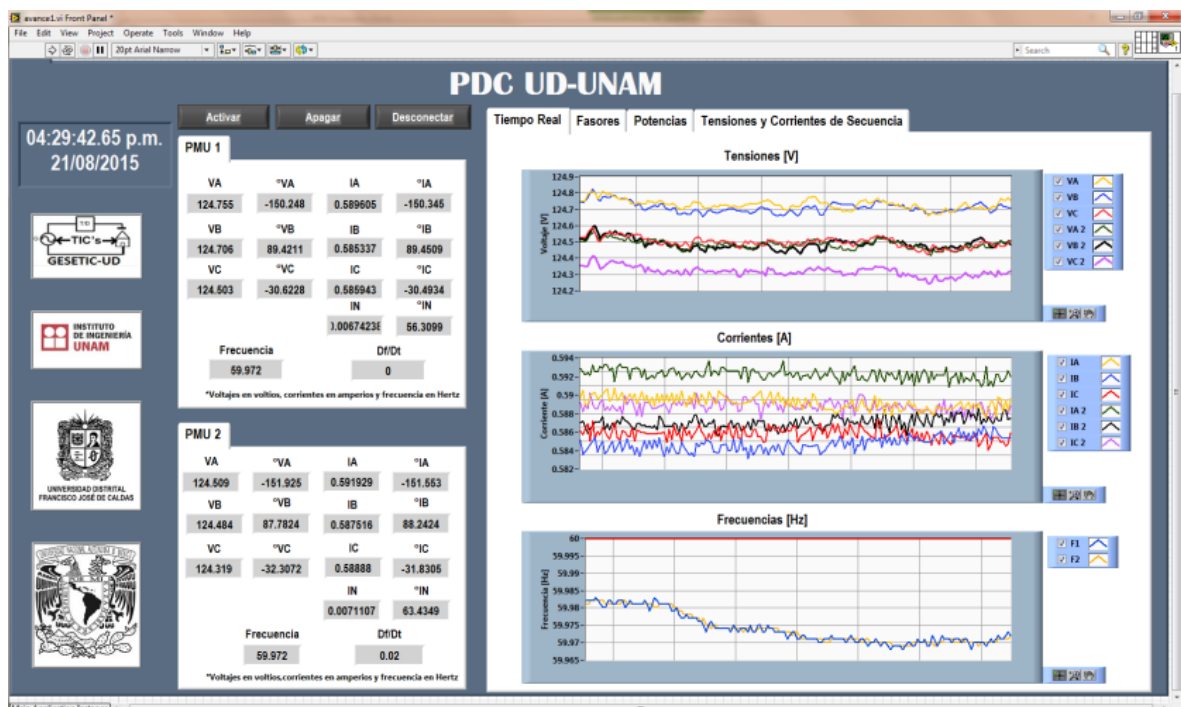 avance1.vi Front Panel *
File Edit View Project Operate Tools Window Help
20pt Arial Narrow
Search
PDC UD-UNAM
04:29:42.65 p.m.
21/08/2015
TIC's
GESETIC-UD
INSTITUTO
DE INGENIERÍA
UNAM
UNIVERSIDAD DISTRITAL
FRANCISCO JOSÉ DE CALDAS
Activar Apagar Desconectar
PMU 1
VA °VA IA °IA
124.755 -150.248 0.589605 -150.345
VB °VB IB °IB
124.706 89.4211 0.585337 89.4509
VC °VC IC °IC
124.503 -30.6228 0.585943 -30.4934
IN °IN
0.00674238 56.3099
Frecuencia Df/Dt
59.972 0
*Voltajes en voltios, corrientes en amperios y frecuencia en Hertz
PMU 2
VA °VA IA °IA
124.509 -151.925 0.591929 -151.553
VB °VB IB °IB
124.484 87.7824 0.587516 88.2424
VC °VC IC °IC
124.319 -32.3072 0.58888 -31.8305
IN °IN
0.0071107 63.4349
Frecuencia Df/Dt
59.972 0.02
*Voltajes en voltios,corrientes en amperios y frecuencia en Hertz
Tiempo Real Fasores Potencias Tensiones y Corrientes de Secuencia
Tensiones [V]
Voltaje [V]
124.9
124.8
124.7
124.6
124.5
124.4
124.3
124.2
VA
VB
VC
VA 2
VB 2
VC 2
Corrientes [A]
Corriente [A]
0.594
0.592
0.59
0.588
0.586
0.584
0.582
IA
IB
IC
IA 2
IB 2
IC 2
Frecuencias [Hz]
Frecuencia [Hz]
60
59.995
59.99
59.985
59.98
59.975
59.97
59.965
F1
F2